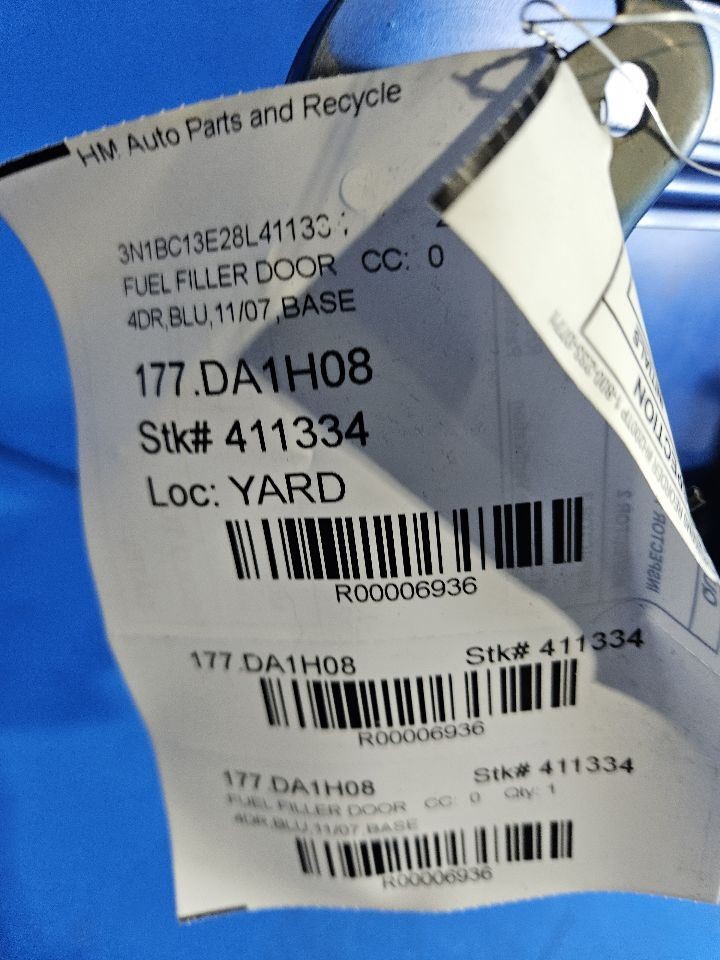 HM Auto Parts and Recycle
FUEL FILLER DOOR CC: 0
4DR,BLU,11/07,BASE
177.DA1H08
Stk# 411334
Loc: YARD
R00006936
177.DA1H08 Stk# 411334
R00006936
177.DA1H08 Stk# 411334
FUEL FILLER DOOR CC: 0 Qty: 1
4DR,BLU,11/07,BASE
R00006936
INSPECTOR